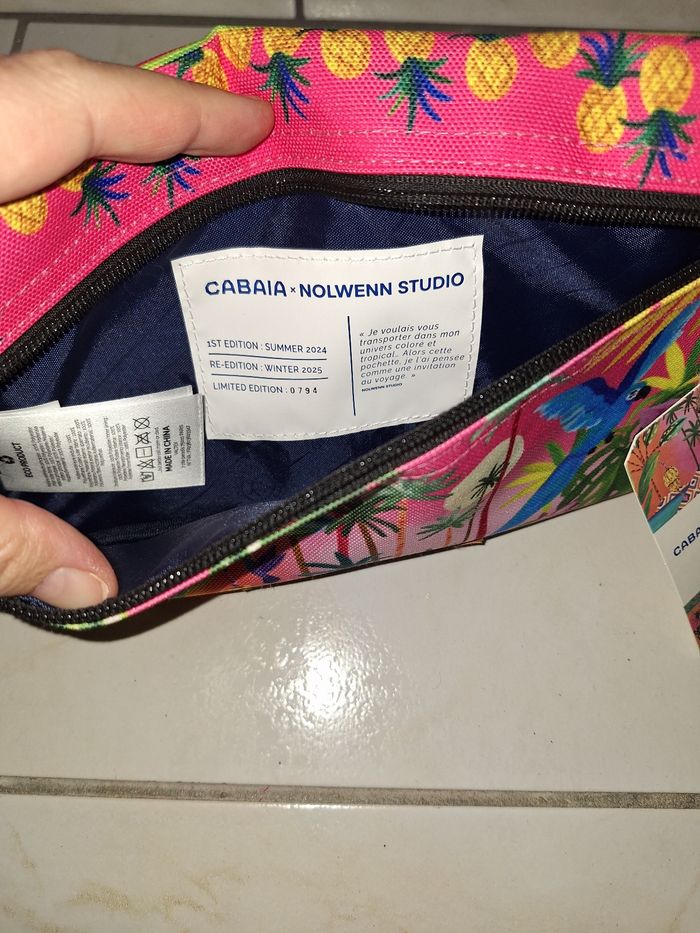 CABAIA × NOLWENN STUDIO
1ST EDITION : SUMMER 2024
RE-EDITION : WINTER 2025
LIMITED EDITION : 0794
« Je voulais vous
transporter dans mon
univers coloré et
tropical.. Alors cette
pochette, je l'ai pensée
comme une invitation
au voyage. »
NOLWENN STUDIO
ECO PRODUCT
MADE IN CHINA
CABA